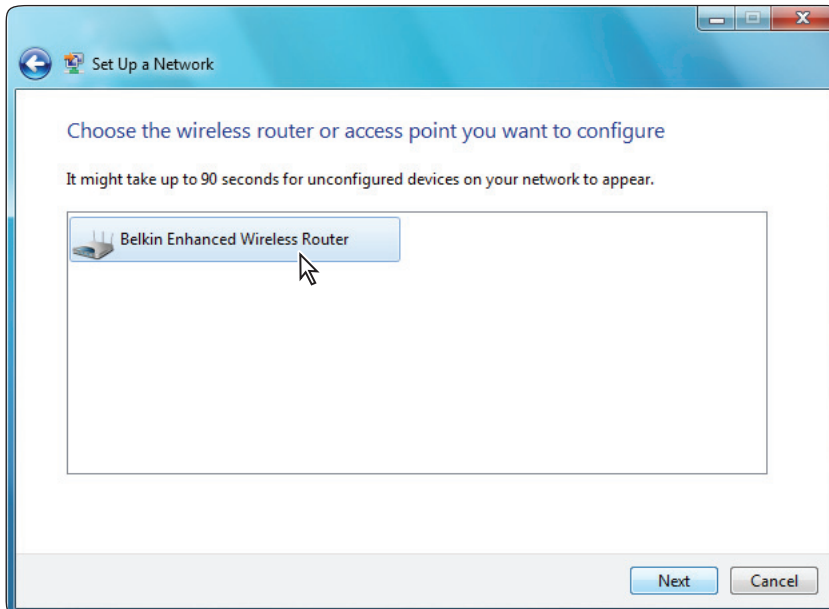 Set Up a Network
Choose the wireless router or access point you want to configure
It might take up to 90 seconds for unconfigured devices on your network to appear.
Belkin Enhanced Wireless Router
Next
Cancel